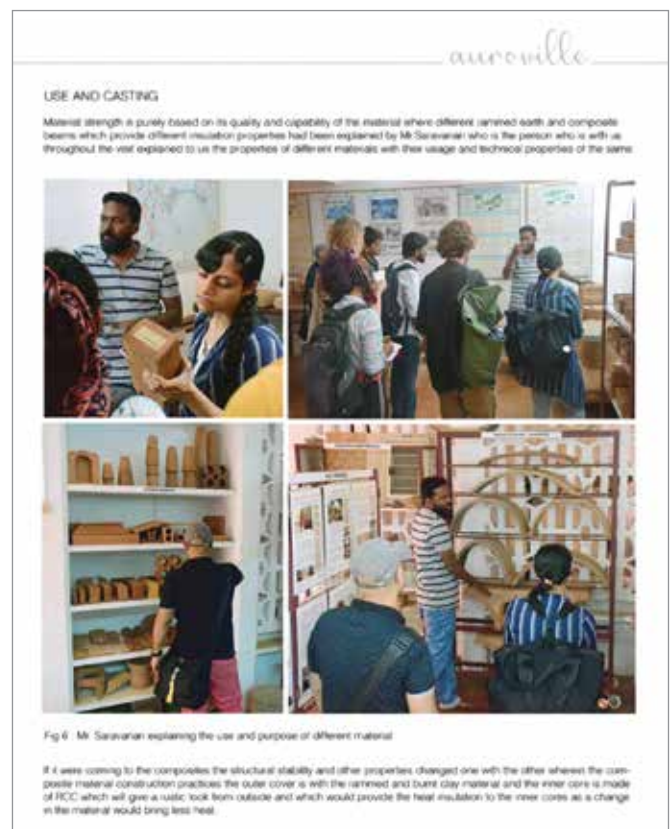 auroville
USE AND CASTING
Material strength is purely based on its quality and capability of the material where different rammed earth and composite
beams which provide different insulation properties had been explained by Mr.Saravanan who is the person who is with us
throughout the visit explained to us the properties of different materials with their usage and technical properties of the same
Fig 6 Mr. Saravanan explaining the use and purpose of different material
If it were coming to the composites the structural stability and other properties changed one with the other wherein the com-
posite material construction practices the outer cover is with the rammed and burnt clay material and the inner core is made
of RCC which will give a rustic look from outside and which would provide the heat insulation to the inner cores as a change
in the material would bring less heat.